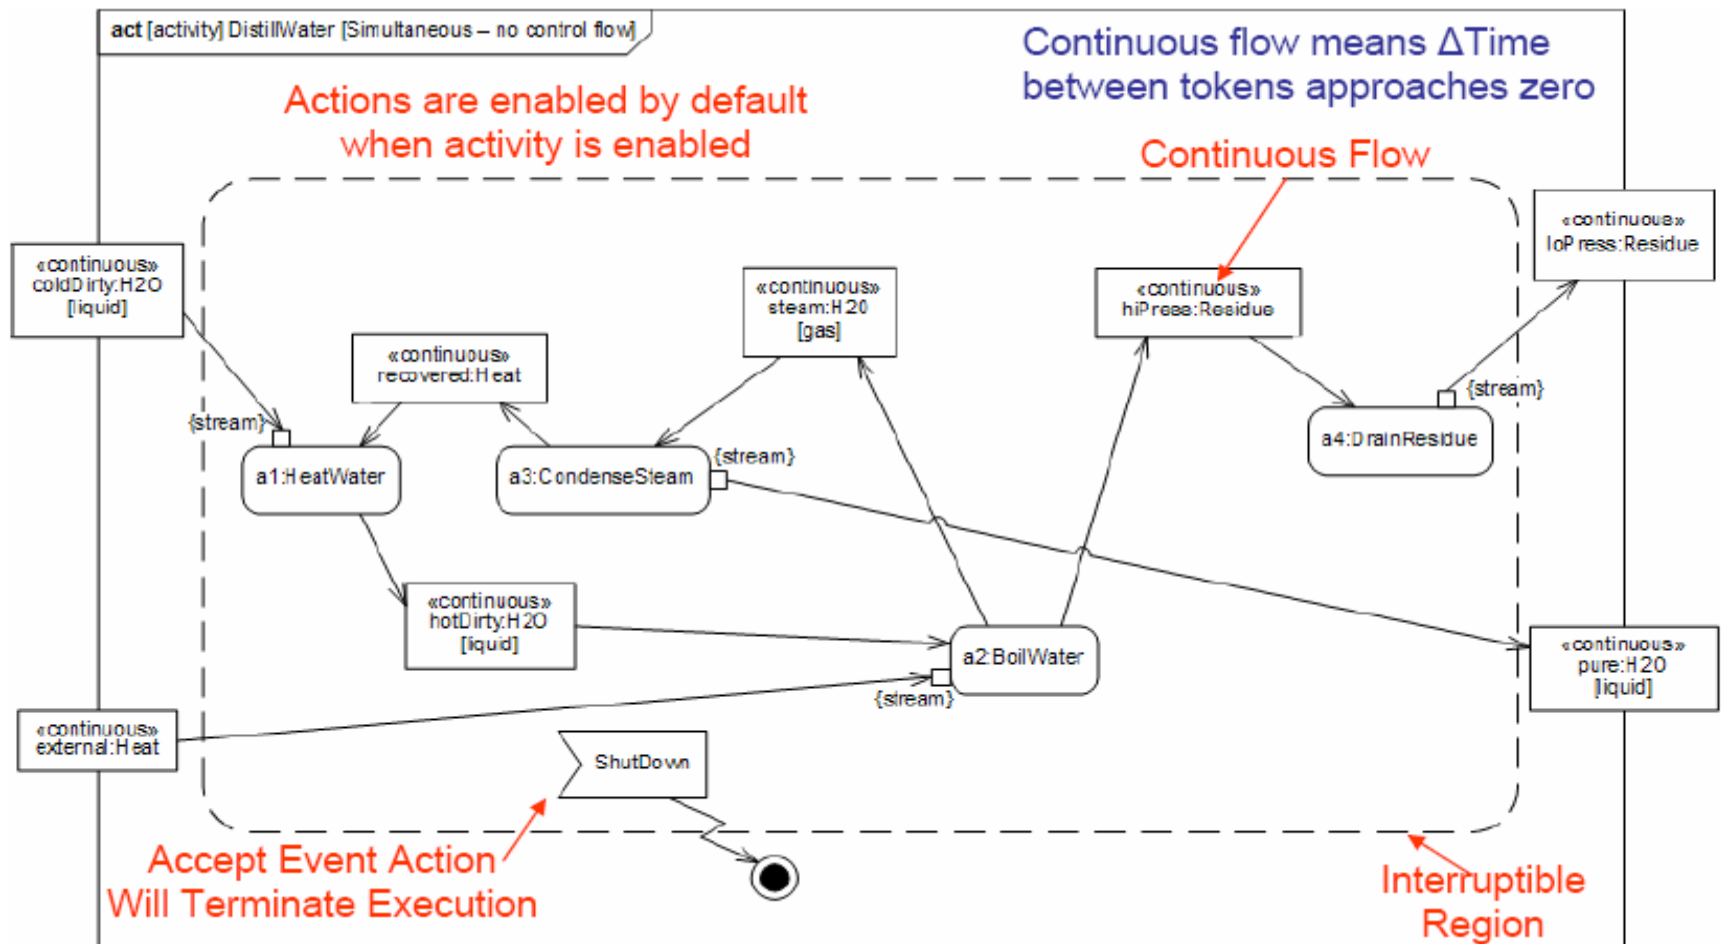 act [activity] DistillWater [Simultaneous – no control flow]
Continuous flow means ΔTime
between tokens approaches zero
Actions are enabled by default
when activity is enabled
Continuous Flow
«continuous»
loPress:Residue
«continuous»
coldDirty:H2O
[liquid]
«continuous»
steam:H20
[gas]
«continuous»
hiPress:Residue
«continuous»
recovered:Heat
{stream}
{stream}
a1:HeatWater
a3:CondenseSteam
{stream}
a4:DrainResidue
«continuous»
hotDirty:H2O
[liquid]
a2:BoilWater
{stream}
«continuous»
pure:H2O
[liquid]
«continuous»
external:Heat
ShutDown
Accept Event Action
Will Terminate Execution
Interruptible
Region